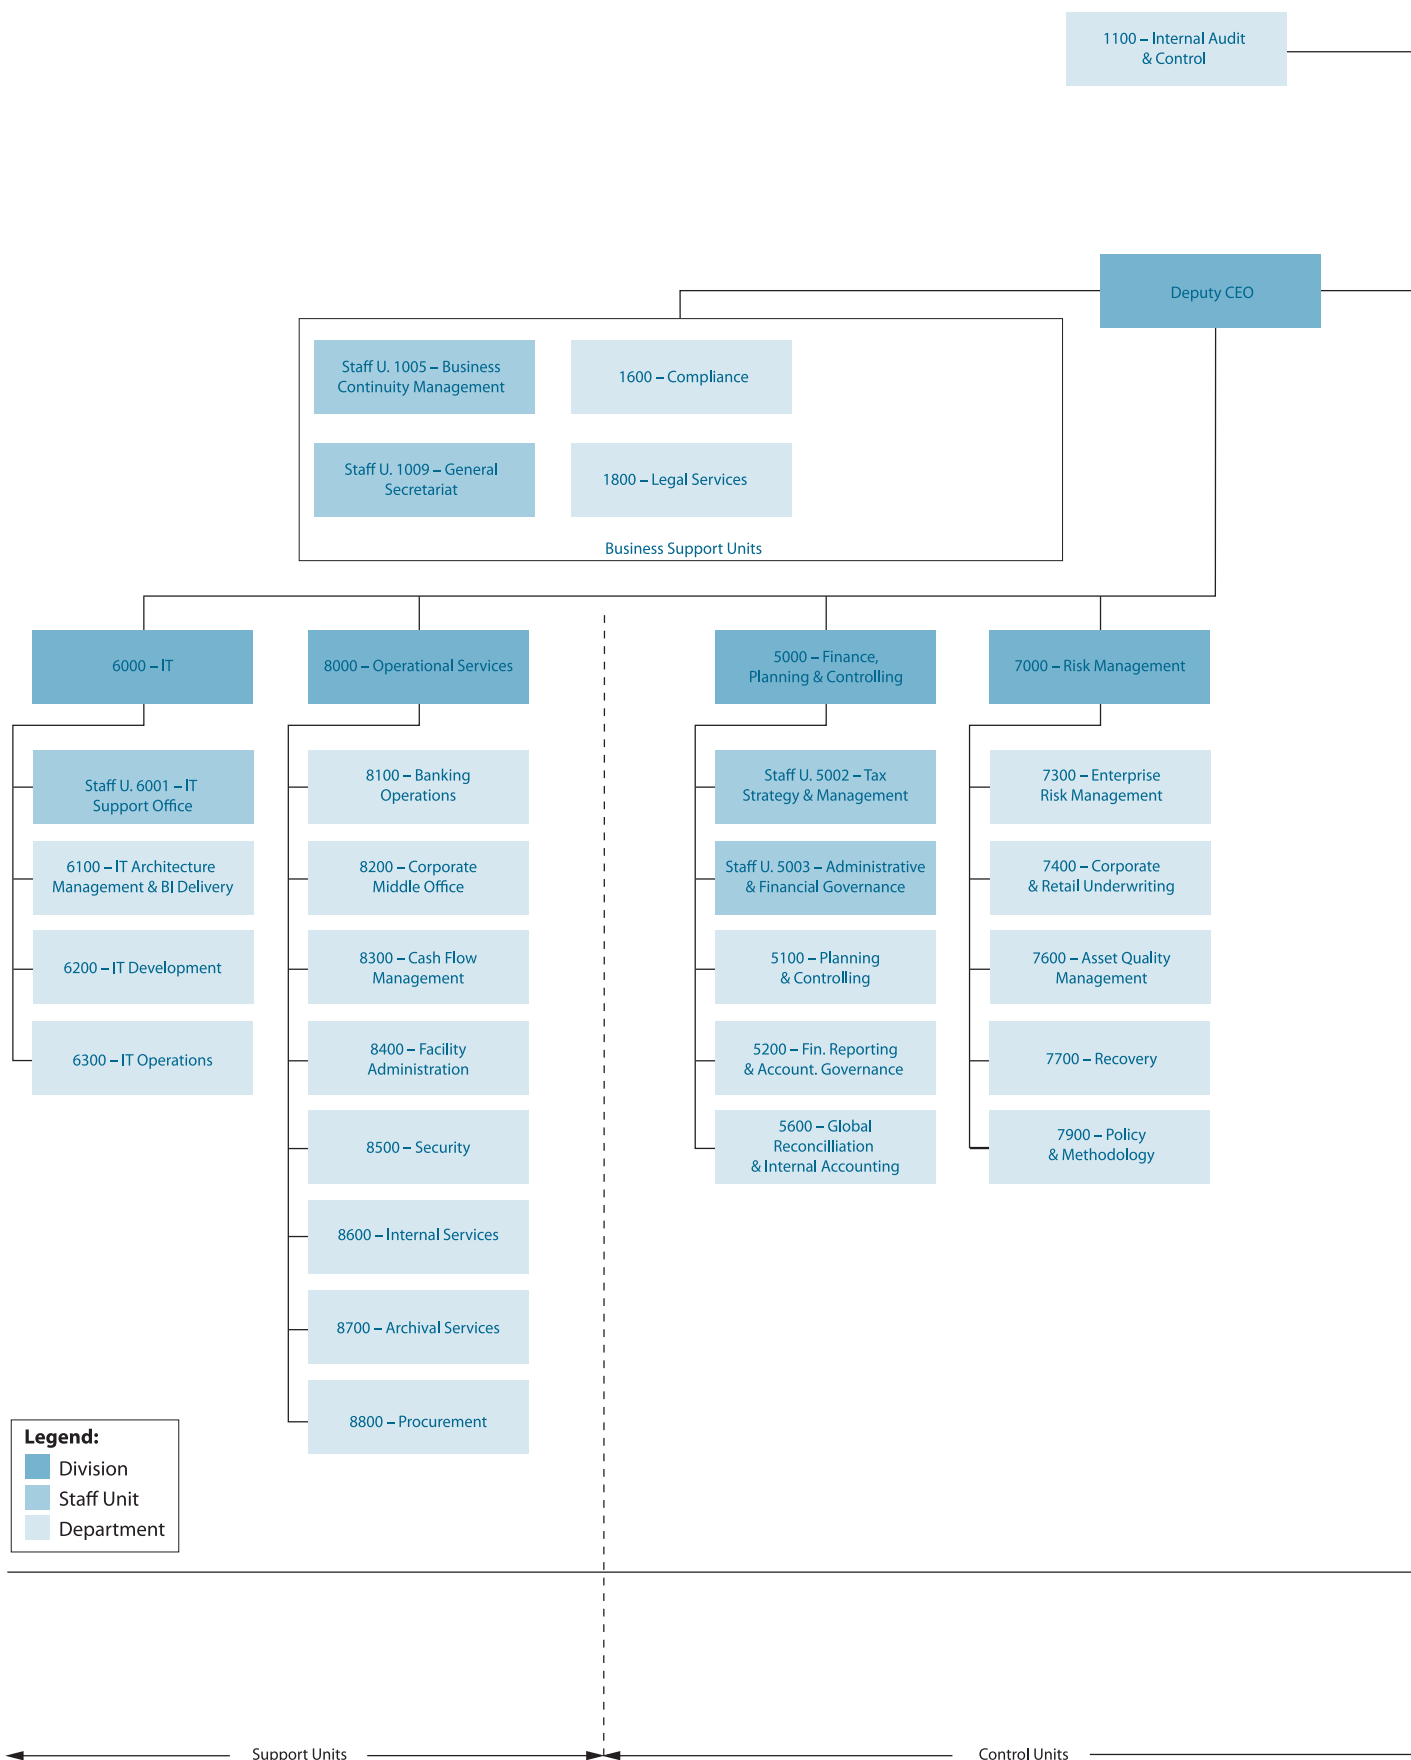 1100 – Internal Audit
& Control
Deputy CEO
Staff U. 1005 – Business
Continuity Management
1600 – Compliance
Staff U. 1009 – General
Secretariat
1800 – Legal Services
Business Support Units
6000 – IT
8000 – Operational Services
5000 – Finance,
Planning & Controlling
7000 – Risk Management
Staff U. 6001 – IT
Support Office
6100 – IT Architecture
Management & BI Delivery
6200 – IT Development
6300 – IT Operations
8100 – Banking
Operations
8200 – Corporate
Middle Office
8300 – Cash Flow
Management
8400 – Facility
Administration
8500 – Security
8600 – Internal Services
8700 – Archival Services
8800 – Procurement
Staff U. 5002 – Tax
Strategy & Management
Staff U. 5003 – Administrative
& Financial Governance
5100 – Planning
& Controlling
5200 – Fin. Reporting
& Account. Governance
5600 – Global
Reconcilliation
& Internal Accounting
7300 – Enterprise
Risk Management
7400 – Corporate
& Retail Underwriting
7600 – Asset Quality
Management
7700 – Recovery
7900 – Policy
& Methodology
Legend:
Division
Staff Unit
Department
Support Units
Control Units